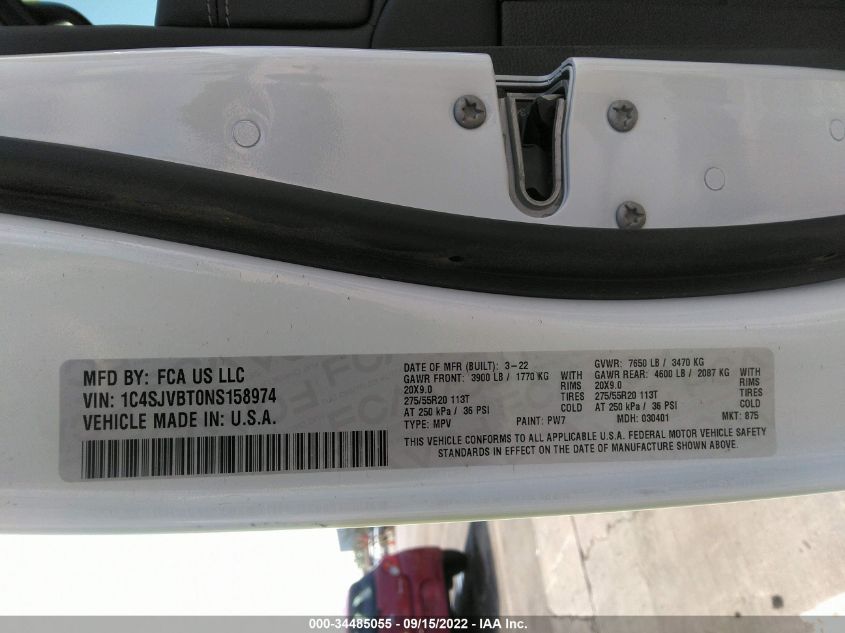 MFD BY: FCA US LLC
VIN: 1C4SJVBT0NS158974
VEHICLE MADE IN: U.S.A.
DATE OF MFR (BUILT): 3-22
GVWR: 7650 LB / 3470 KG
GAWR FRONT: 3900 LB / 1770 KG WITH
GAWR REAR: 4600 LB / 2087 KG WITH
20X9.0 RIMS
20X9.0 RIMS
275/55R20 113T TIRES
275/55R20 113T TIRES
AT 250 kPa / 36 PSI COLD
AT 250 kPa / 36 PSI COLD
TYPE: MPV PAINT: PW7 MDH: 030401 MKT: 875
THIS VEHICLE CONFORMS TO ALL APPLICABLE U.S.A. FEDERAL MOTOR VEHICLE SAFETY
STANDARDS IN EFFECT ON THE DATE OF MANUFACTURE SHOWN ABOVE.
000-34485055 - 09/15/2022 - IAA Inc.